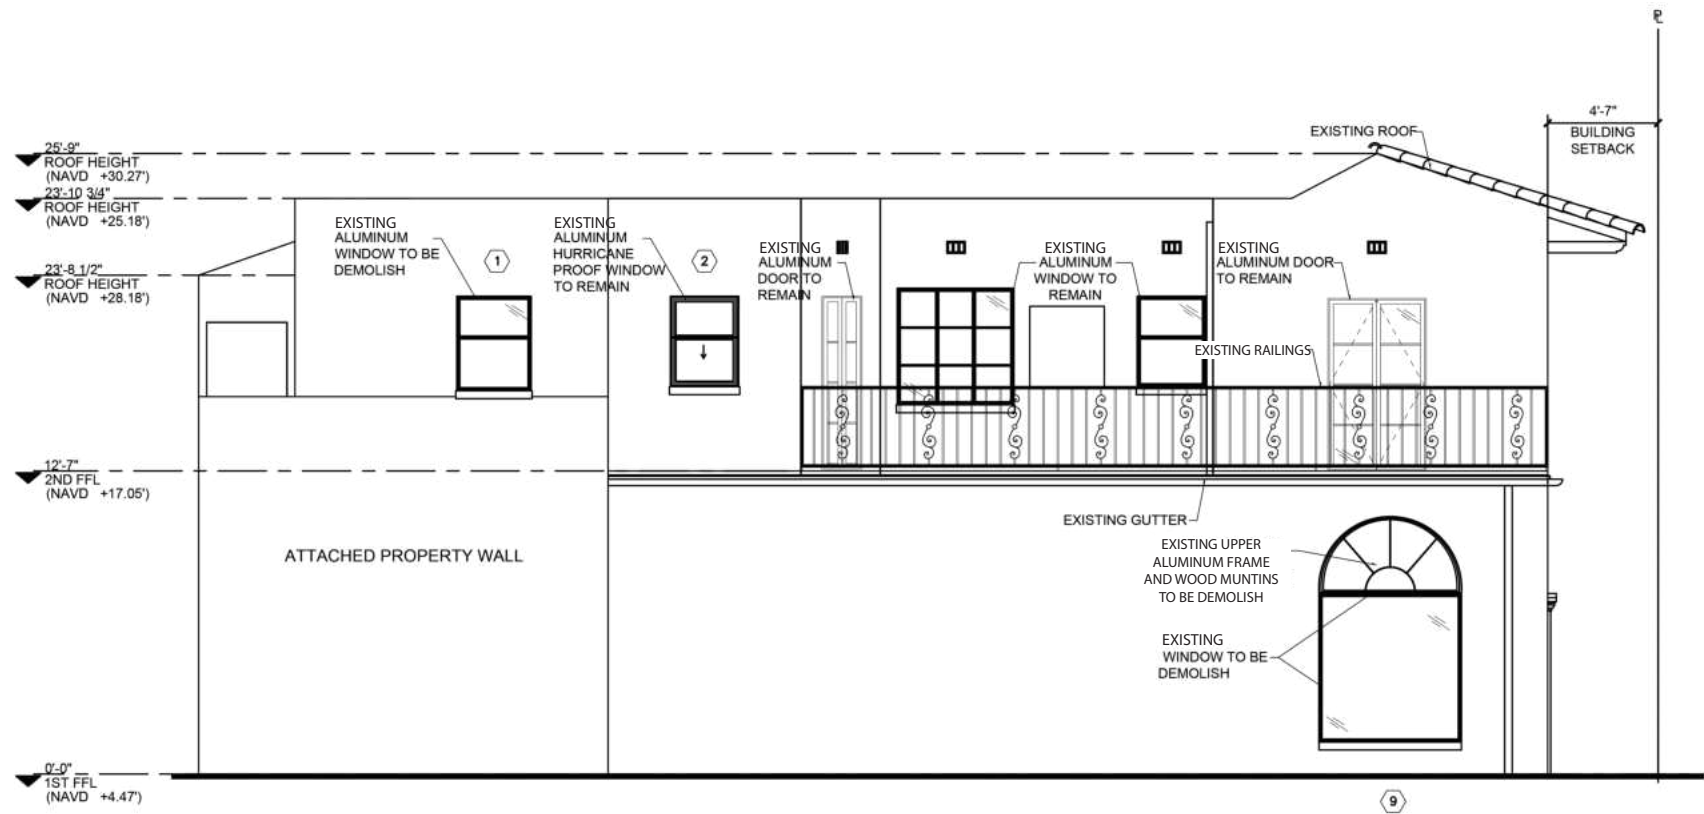 PL
4'-7"
BUILDING
SETBACK
EXISTING ROOF
25'-9"
ROOF HEIGHT
(NAVD +30.27')
23'-10 3/4"
ROOF HEIGHT
(NAVD +25.18')
23'-8 1/2"
ROOF HEIGHT
(NAVD +28.18')
EXISTING
ALUMINUM
WINDOW TO BE
DEMOLISH
1
EXISTING
ALUMINUM
HURRICANE
PROOF WINDOW
TO REMAIN
2
EXISTING
ALUMINUM
DOOR TO
REMAIN
EXISTING
ALUMINUM
WINDOW TO
REMAIN
EXISTING
ALUMINUM DOOR
TO REMAIN
EXISTING RAILINGS
12'-7"
2ND FFL
(NAVD +17.05')
EXISTING GUTTER
ATTACHED PROPERTY WALL
EXISTING UPPER
ALUMINUM FRAME
AND WOOD MUNTINS
TO BE DEMOLISH
EXISTING
WINDOW TO BE
DEMOLISH
0'-0"
1ST FFL
(NAVD +4.47')
9